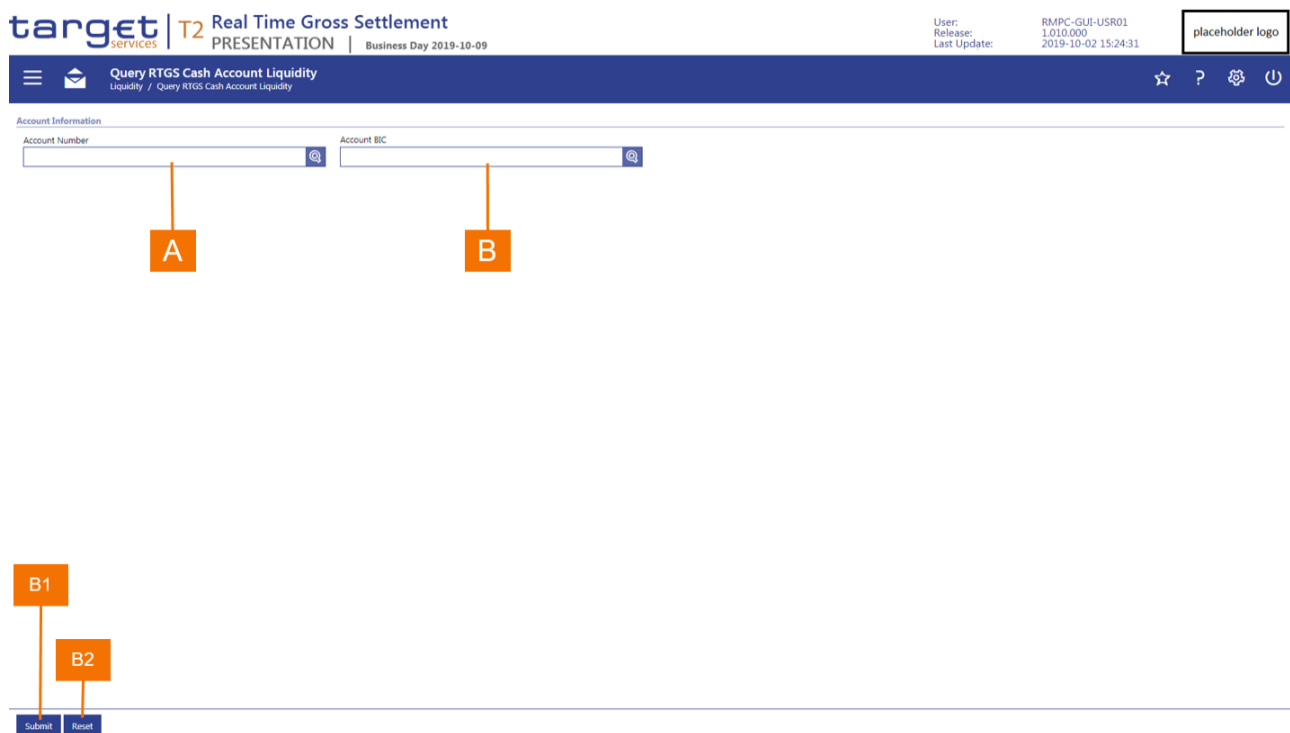 target services T2 Real Time Gross Settlement
PRESENTATION | Business Day 2019-10-09
User: RMPC-GUI-USR01
Release: 1.010.000
Last Update: 2019-10-02 15:24:31
placeholder logo
Query RTGS Cash Account Liquidity
Liquidity / Query RTGS Cash Account Liquidity
?
Account Information
Account Number
Account BIC
A
B
B1
B2
Submit
Reset